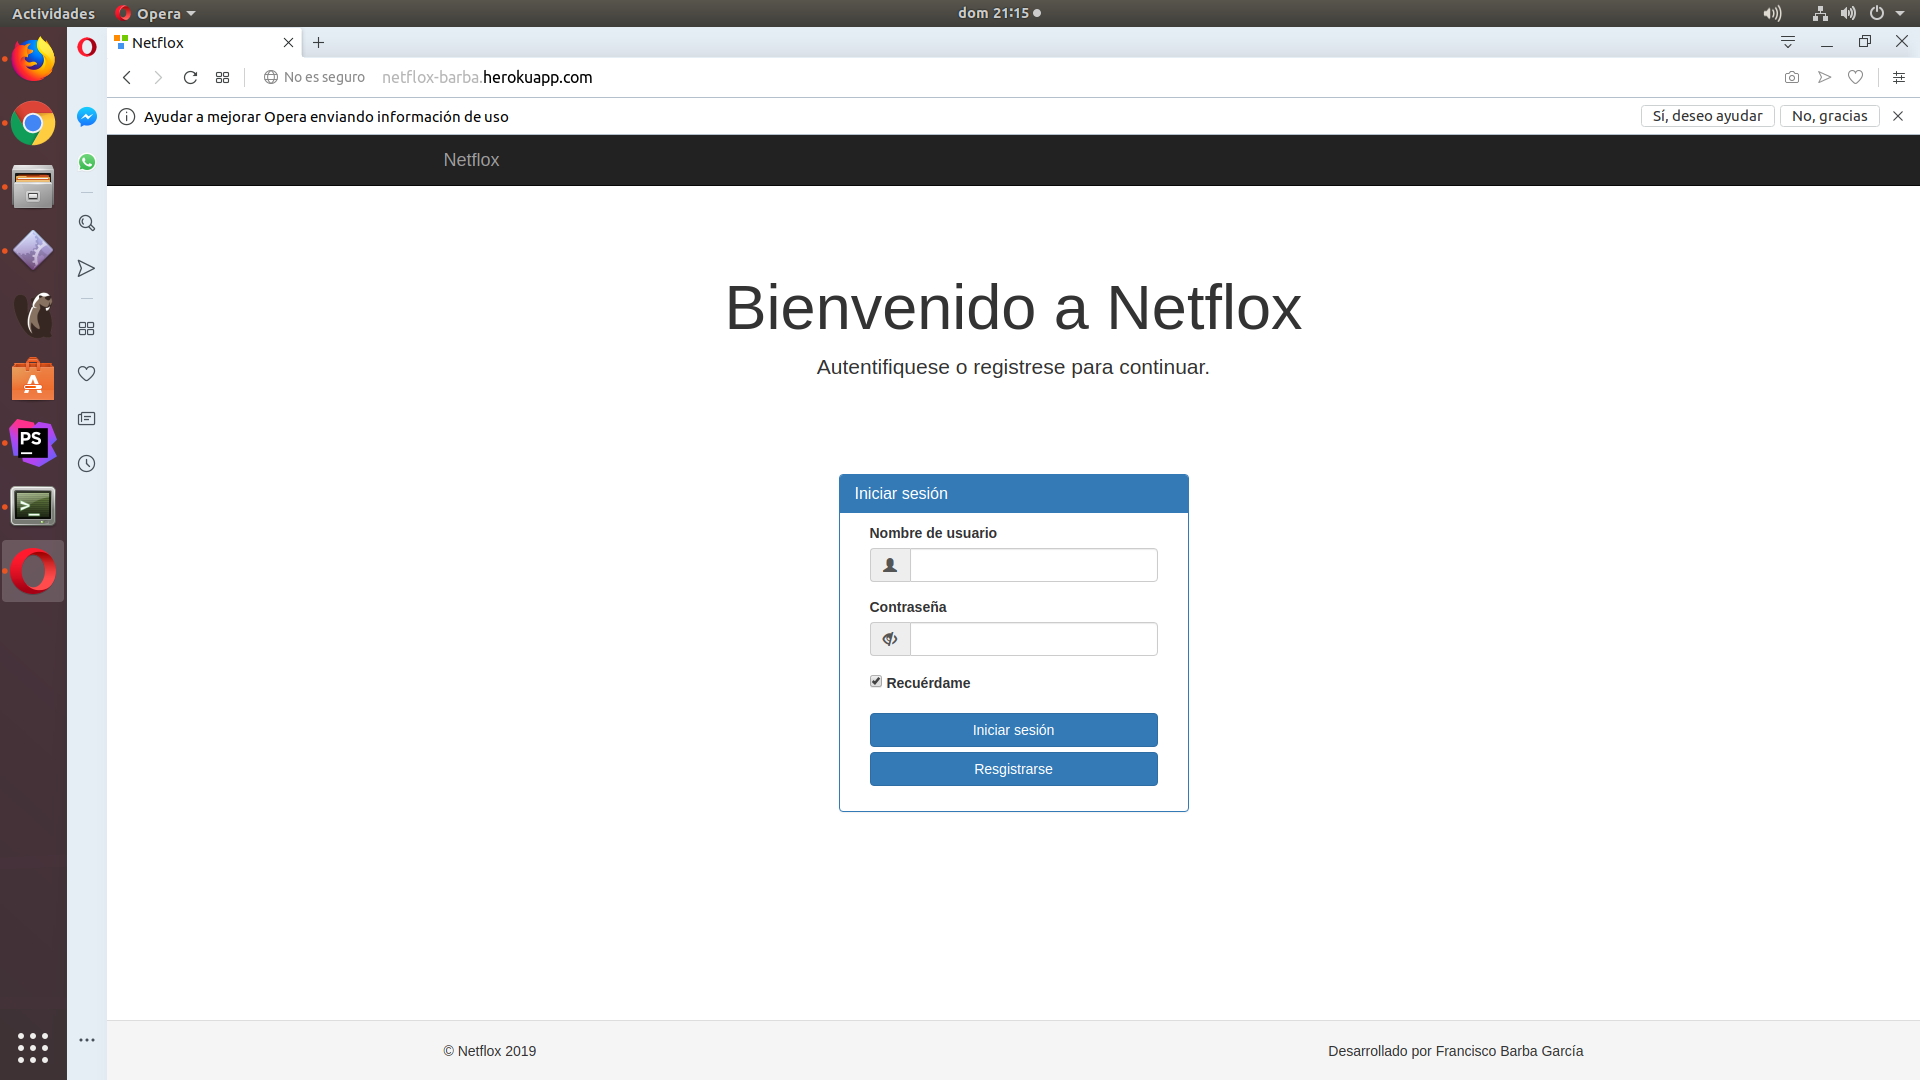 Actividades
Opera
dom 21:15
Netflox
No es seguro
netflox-barba.herokuapp.com
Ayudar a mejorar Opera enviando información de uso
Sí, deseo ayudar
No, gracias
Netflox
Bienvenido a Netflox
Autentifiquese o registrese para continuar.
Iniciar sesión
Nombre de usuario
Contraseña
Recuérdame
Iniciar sesión
Resgistrarse
PS
© Netflox 2019
Desarrollado por Francisco Barba García